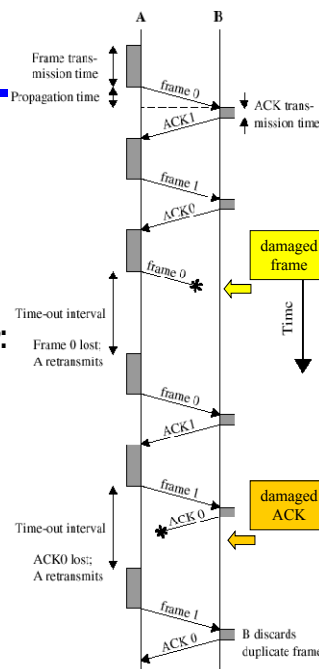 A
B
Frame trans-
mission time
Propagation time
frame 0
ACK trans-
mission time
ACK1
frame 1
ACK0
damaged
frame
frame 0
Time
Time-out interval
:
Frame 0 lost;
A retransmits
frame 0
ACK1
frame 1
damaged
ACK
ACK 0
Time-out interval
ACK0 lost;
A retransmits
frame 1
B discards
duplicate frame
ACK 0